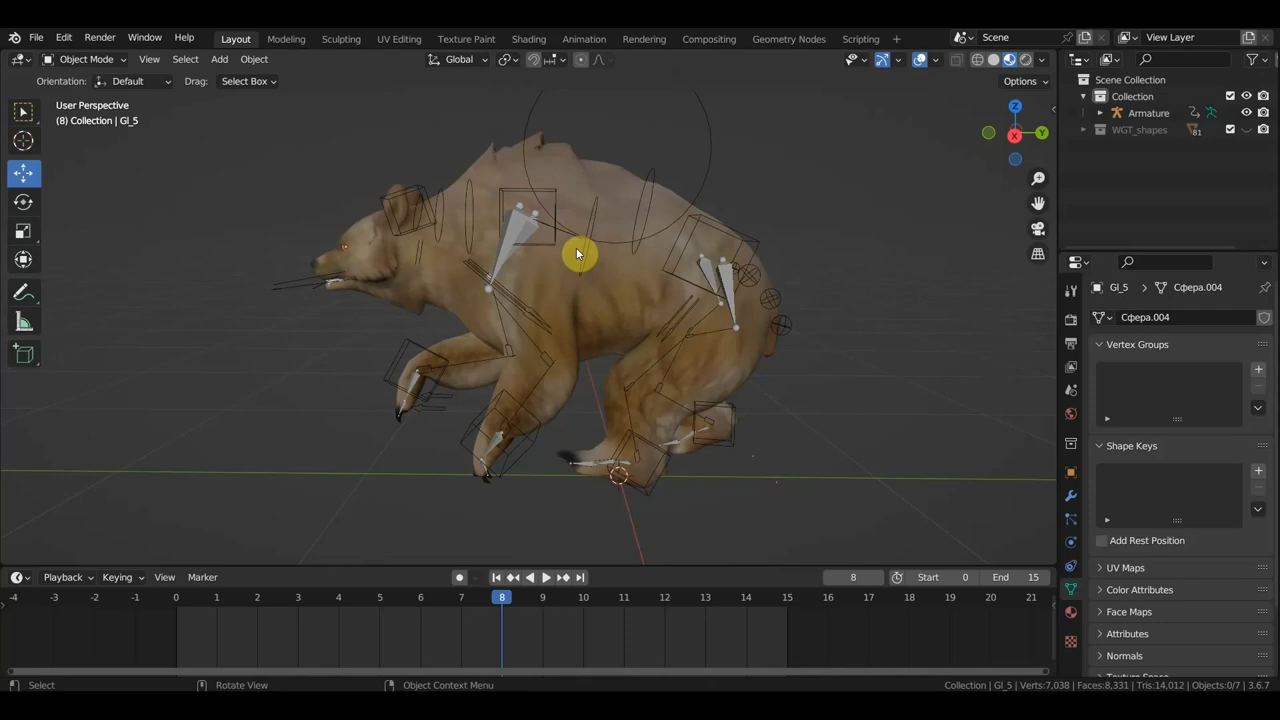 File Edit Render Window Help Layout Modeling Sculpting UV Editing Texture Paint Shading Animation Rendering Compositing Geometry Nodes Scripting + Scene View Layer
Object Mode View Select Add Object Global Options
Orientation: Default Drag: Select Box
User Perspective
(8) Collection | Gl_5
Z
Y
X
Scene Collection
Collection
Armature
WGT_shapes 81
Gl_5 > Сфера.004
Сфера.004
Vertex Groups
Shape Keys
Add Rest Position
UV Maps
Color Attributes
Face Maps
Attributes
Normals
Playback Keying View Marker 8 Start 0 End 15
-4 -3 -2 -1 0 1 2 3 4 5 6 7 8 9 10 11 12 13 14 15 16 17 18 19 20 21
Select Rotate View Object Context Menu Collection | Gl_5 | Verts:7,038 | Faces:8,331 | Tris:14,012 | Objects:0/7 | 3.6.7